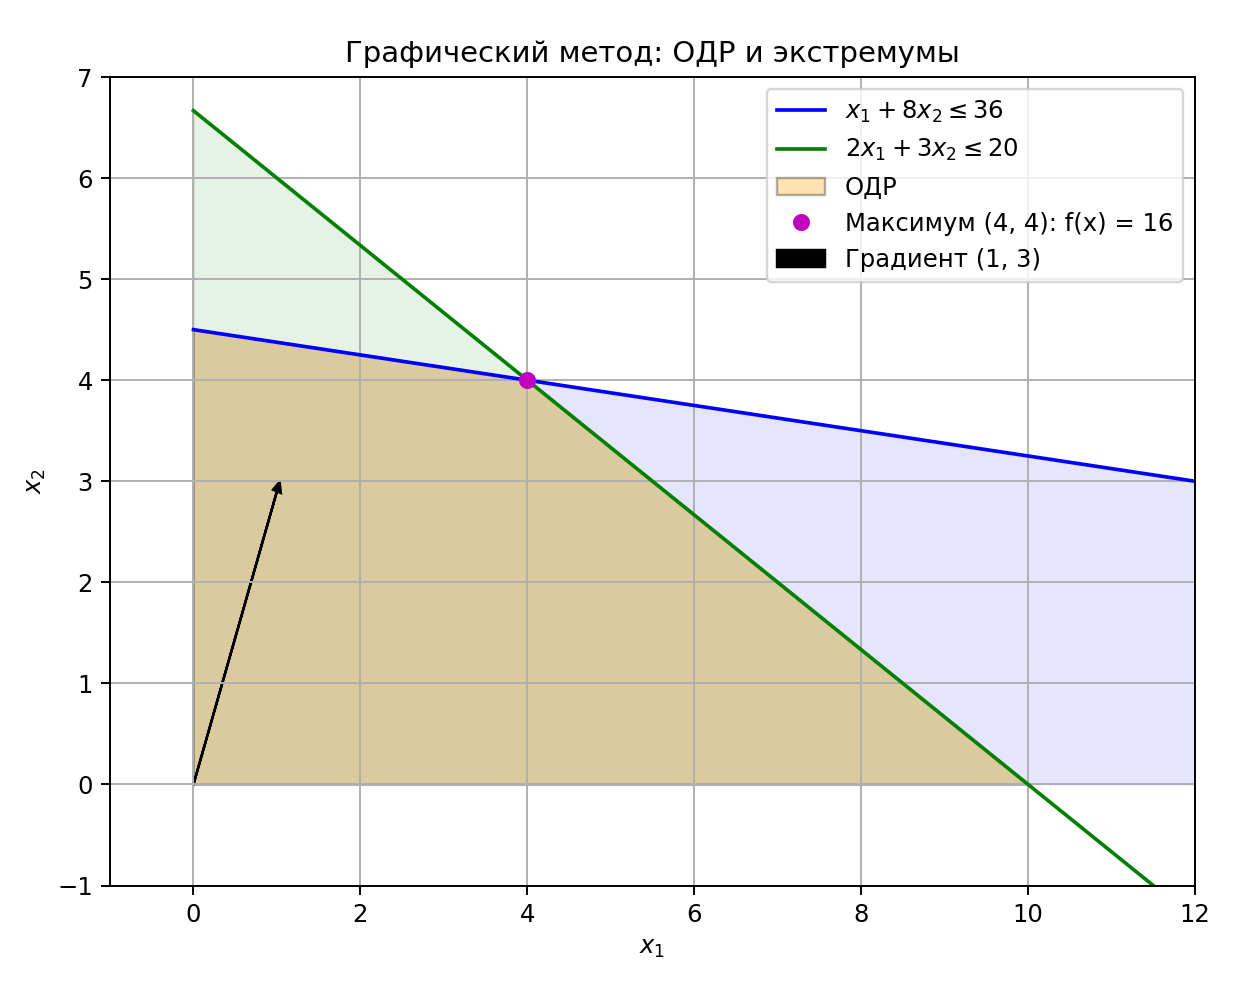 Графический метод: ОДР и экстремумы
7
6
5
4
3
2
1
0
−1
x₂
x₁ + 8x₂ ≤ 36
2x₁ + 3x₂ ≤ 20
ОДР
Максимум (4, 4): f(x) = 16
Градиент (1, 3)
0 2 4 6 8 10 12
x₁